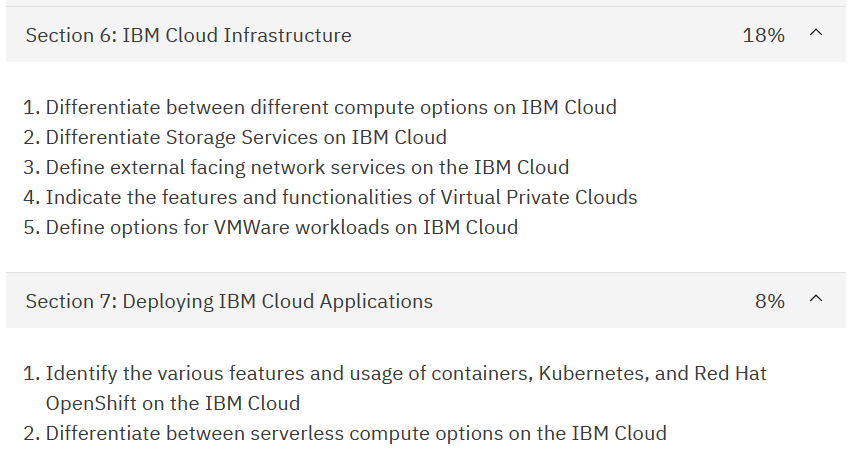 Section 6: IBM Cloud Infrastructure 18%
1. Differentiate between different compute options on IBM Cloud
2. Differentiate Storage Services on IBM Cloud
3. Define external facing network services on the IBM Cloud
4. Indicate the features and functionalities of Virtual Private Clouds
5. Define options for VMWare workloads on IBM Cloud
Section 7: Deploying IBM Cloud Applications 8%
1. Identify the various features and usage of containers, Kubernetes, and Red Hat
OpenShift on the IBM Cloud
2. Differentiate between serverless compute options on the IBM Cloud